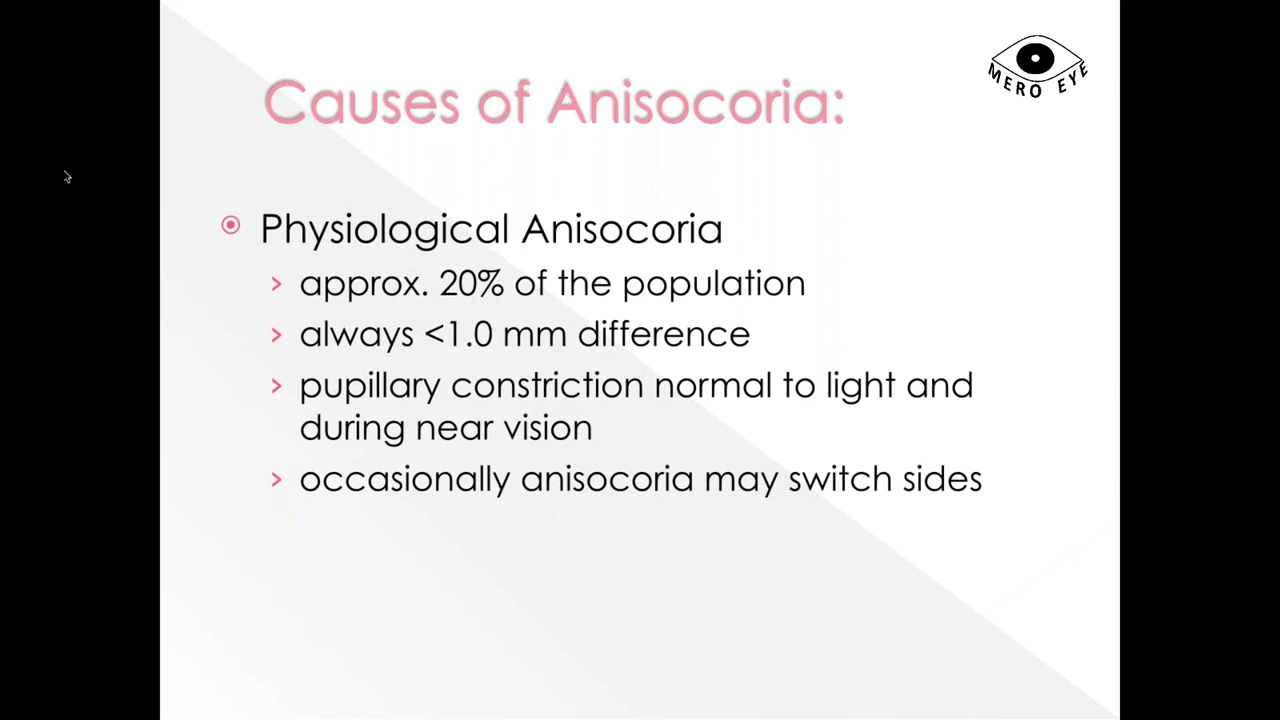 MERO EYE
Causes of Anisocoria:
Physiological Anisocoria
approx. 20% of the population
always <1.0 mm difference
pupillary constriction normal to light and
during near vision
occasionally anisocoria may switch sides